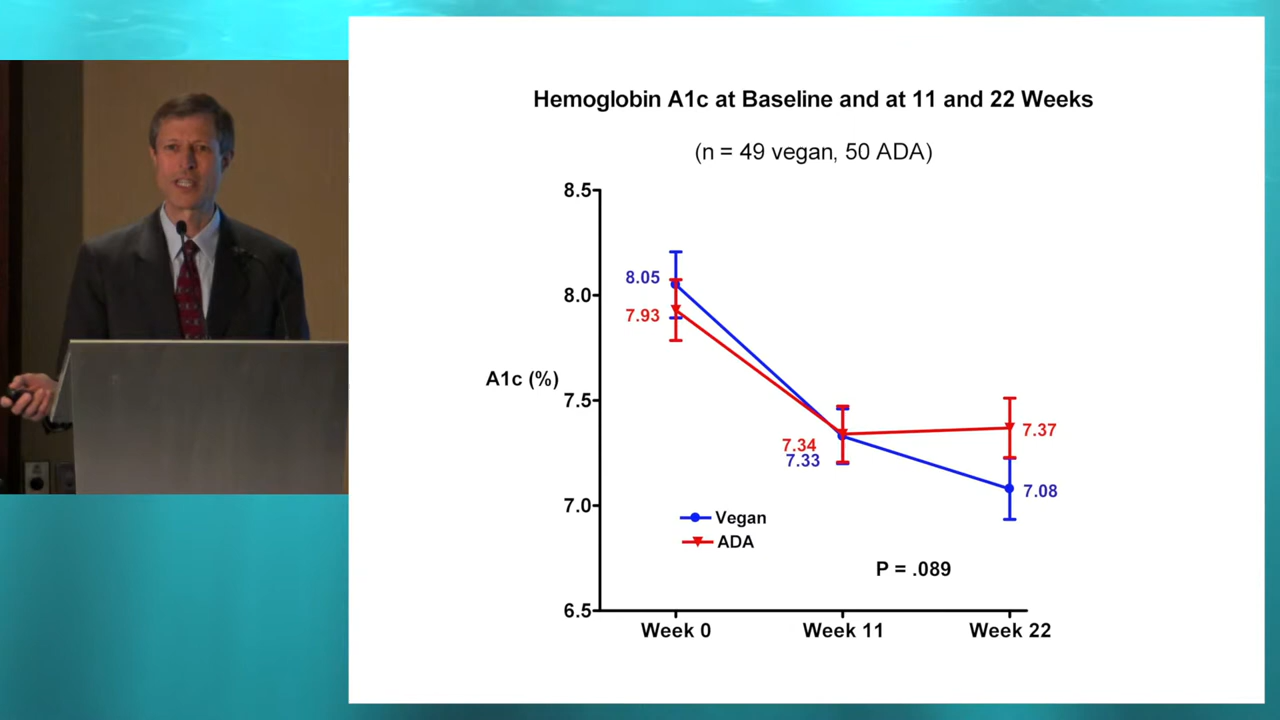 Hemoglobin A1c at Baseline and at 11 and 22 Weeks
(n = 49 vegan, 50 ADA)
8.5
8.05
8.0
7.93
A1c (%)
7.5
7.37
7.34
7.33
7.08
7.0
Vegan
ADA
P = .089
6.5
Week 0
Week 11
Week 22